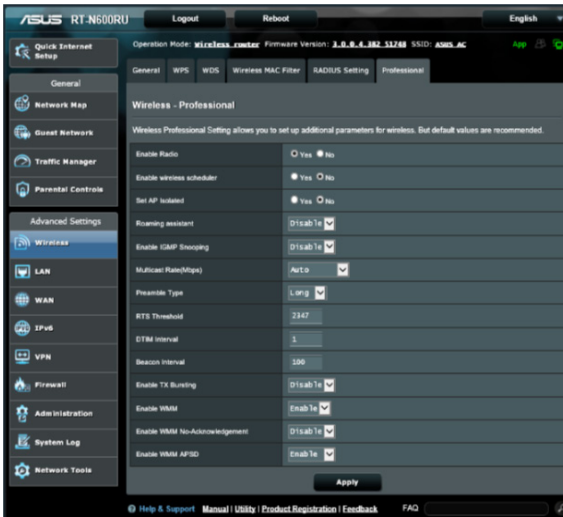 ASUS RT-N600RU Logout Reboot English
Quick Internet Setup
Operation Mode: Wireless router Firmware Version: 3.0.0.4.382_51748 SSID: ASUS_AC App
General WPS WDS Wireless MAC Filter RADIUS Setting Professional
General
Network Map
Guest Network
Traffic Manager
Parental Controls
Advanced Settings
Wireless
LAN
WAN
IPv6
VPN
Firewall
Administration
System Log
Network Tools
Wireless - Professional
Wireless Professional Setting allows you to set up additional parameters for wireless. But default values are recommended.
Enable Radio Yes No
Enable wireless scheduler Yes No
Set AP Isolated Yes No
Roaming assistant Disable
Enable IGMP Snooping Disable
Multicast Rate(Mbps) Auto
Preamble Type Long
RTS Threshold 2347
DTIM Interval 1
Beacon Interval 100
Enable TX Bursting Disable
Enable WMM Enable
Enable WMM No-Acknowledgement Disable
Enable WMM APSD Enable
Apply
Help & Support Manual | Utility | Product Registration | Feedback FAQ